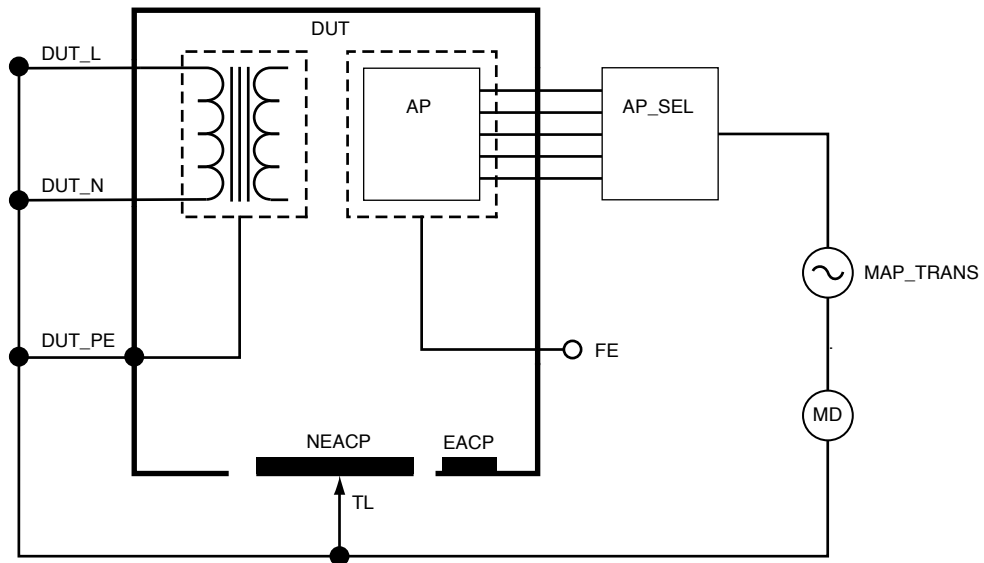 DUT
DUT_L
AP
AP_SEL
DUT_N
MAP_TRANS
DUT_PE
FE
MD
NEACP
EACP
TL